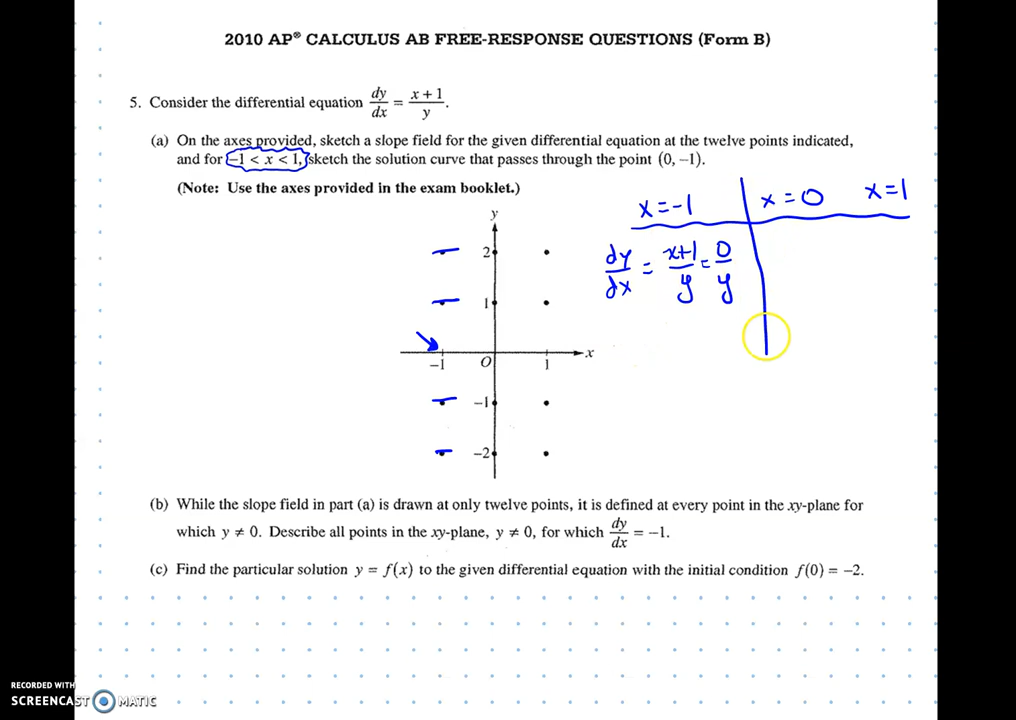 2010 AP® CALCULUS AB FREE-RESPONSE QUESTIONS (Form B)
5. Consider the differential equation dy/dx = x + 1/y.
(a) On the axes provided, sketch a slope field for the given differential equation at the twelve points indicated,
and for −1 < x < 1, sketch the solution curve that passes through the point (0, −1).
(Note: Use the axes provided in the exam booklet.)
x = -1 x = 0 x = 1
dy/dx = x+1/y = 0/y
y
2
1
−1 O 1 x
−1
−2
(b) While the slope field in part (a) is drawn at only twelve points, it is defined at every point in the xy-plane for
which y ≠ 0. Describe all points in the xy-plane, y ≠ 0, for which dy/dx = −1.
(c) Find the particular solution y = f(x) to the given differential equation with the initial condition f(0) = −2.
RECORDED WITH
SCREENCAST MATIC